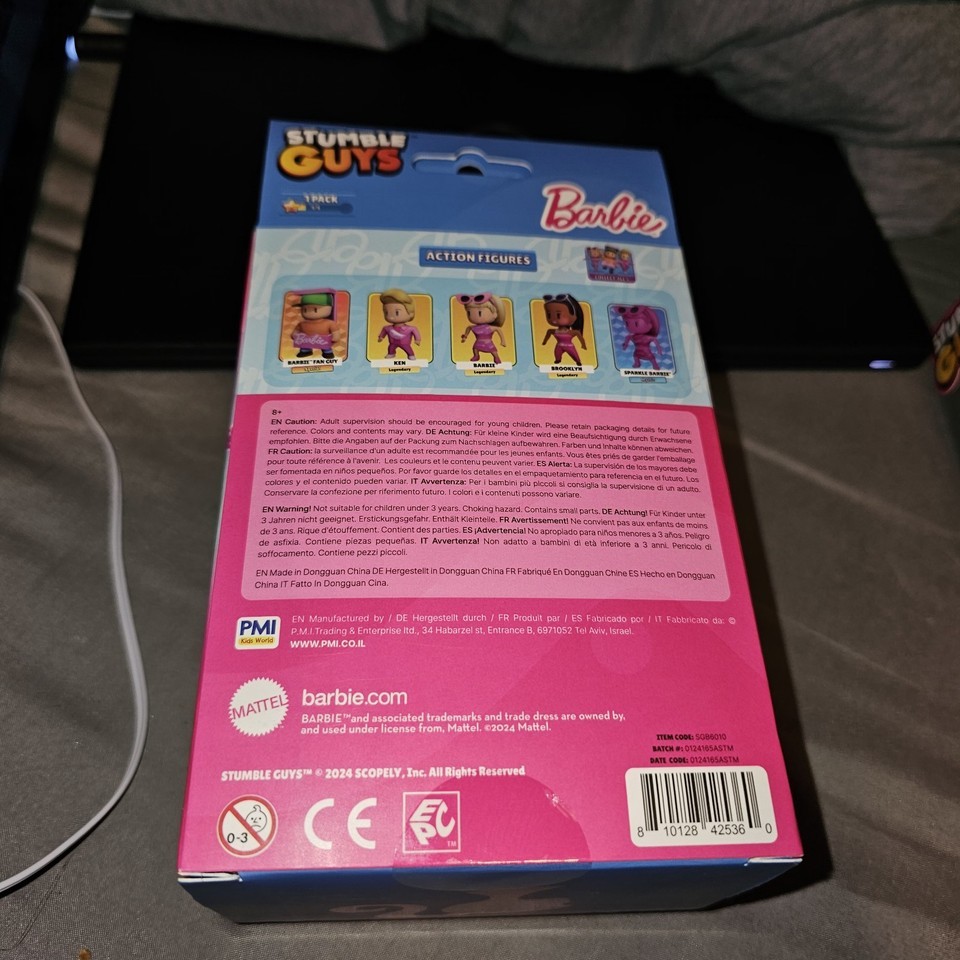 STUMBLE
GUYS
1 PACK
Barbie
ACTION FIGURES
Barbie
BARBIE™ FAN GUY
KEN
Legendary
BARBIE
Legendary
BROOKLYN
Legendary
SPARKLE BARBIE
8+
EN Caution: Adult supervision should be encouraged for young children. Please retain packaging details for future
reference. Colors and contents may vary. DE Achtung: Für kleine Kinder wird eine Beaufsichtigung durch Erwachsene
empfohlen. Bitte die Angaben auf der Packung zum Nachschlagen aufbewahren. Farben und Inhalte können abweichen.
FR Caution: la surveillance d'un adulte est recommandée pour les jeunes enfants. Vous êtes priés de garder l'emballage
pour toute référence à l'avenir. Les couleurs et le contenu peuvent varier. ES Alerta: La supervisión de los mayores debe
ser fomentada en niños pequeños. Por favor guarde los detalles en el empaquetamiento para referencia en el futuro. Los
colores y el contenido pueden variar. IT Avvertenza: Per i bambini più piccoli si consiglia la supervisione di un adulto.
Conservare la confezione per riferimento futuro. I colori e i contenuti possono variare.
EN Warning! Not suitable for children under 3 years. Choking hazard. Contains small parts. DE Achtung! Für Kinder unter
3 Jahren nicht geeignet. Erstickungsgefahr. Enthält Kleinteile. FR Avertissement! Ne convient pas aux enfants de moins
de 3 ans. Rique d'étouffement. Contient des parties. ES ¡Advertencia! No apropiado para niños menores a 3 años. Peligro
de asfixia. Contiene piezas pequeñas. IT Avvertenza! Non adatto a bambini di età inferiore a 3 anni. Pericolo di
soffocamento. Contiene pezzi piccoli.
EN Made in Dongguan China DE Hergestellt in Dongguan China FR Fabriqué En Dongguan Chine ES Hecho en Dongguan
China IT Fatto In Dongguan Cina.
PMI
Kids World
EN Manufactured by / DE Hergestellt durch / FR Produit par / ES Fabricado por / IT Fabbricato da: ©
P.M.I.Trading & Enterprise ltd., 34 Habarzel st, Entrance B, 6971052 Tel Aviv, Israel.
WWW.PMI.CO.IL
MATTEL
barbie.com
BARBIE™ and associated trademarks and trade dress are owned by,
and used under license from, Mattel. ©2024 Mattel.
ITEM CODE: SGB6010
BATCH #: 0124165ASTM
DATE CODE: 0124165ASTM
STUMBLE GUYS™ © 2024 SCOPELY, Inc. All Rights Reserved
0-3
CE
EPC
TM
8 10128 42536 0